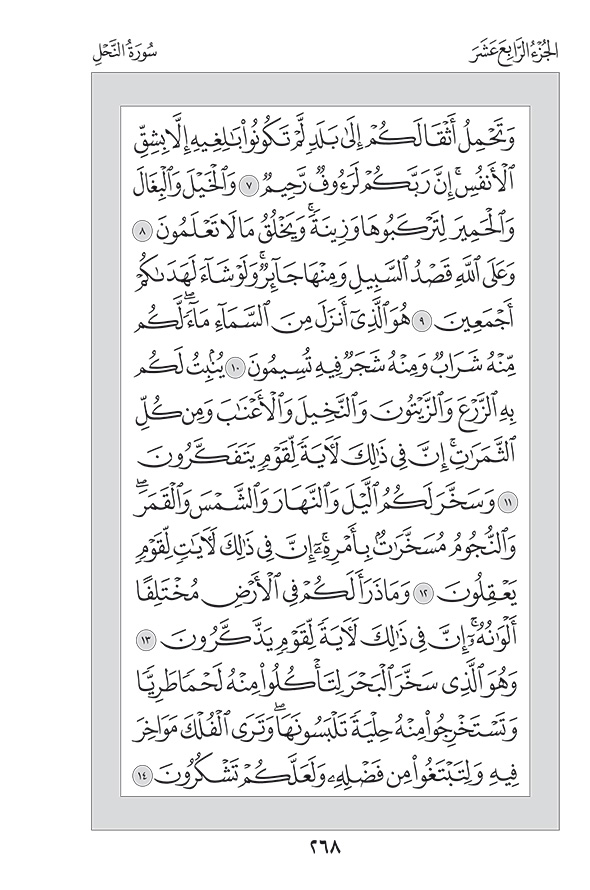 الجُزْءُ الرَّابِعَ عَشَرَ
سُورَةُ النَّحْلِ
وَتَحْمِلُ أَثْقَالَكُمْ إِلَىٰ بَلَدٍ لَّمْ تَكُونُوا۟ بَٰلِغِيهِ إِلَّا بِشِقِّ
ٱلْأَنفُسِ ۚ إِنَّ رَبَّكُمْ لَرَءُوفٌ رَّحِيمٌ ٧ وَٱلْخَيْلَ وَٱلْبِغَالَ
وَٱلْحَمِيرَ لِتَرْكَبُوهَا وَزِينَةً ۚ وَيَخْلُقُ مَا لَا تَعْلَمُونَ ٨
وَعَلَى ٱللَّهِ قَصْدُ ٱلسَّبِيلِ وَمِنْهَا جَآئِرٌ ۚ وَلَوْ شَآءَ لَهَدَىٰكُمْ
أَجْمَعِينَ ٩ هُوَ ٱلَّذِىٓ أَنزَلَ مِنَ ٱلسَّمَآءِ مَآءً ۖ لَّكُم
مِّنْهُ شَرَابٌ وَمِنْهُ شَجَرٌ فِيهِ تُسِيمُونَ ١٠ يُنۢبِتُ لَكُم
بِهِ ٱلزَّرْعَ وَٱلزَّيْتُونَ وَٱلنَّخِيلَ وَٱلْأَعْنَٰبَ وَمِن كُلِّ
ٱلثَّمَرَٰتِ ۗ إِنَّ فِى ذَٰلِكَ لَءَايَةً لِّقَوْمٍ يَتَفَكَّرُونَ
١١ وَسَخَّرَ لَكُمُ ٱلَّيْلَ وَٱلنَّهَارَ وَٱلشَّمْسَ وَٱلْقَمَرَ ۖ
وَٱلنُّجُومُ مُسَخَّرَٰتٌۢ بِأَمْرِهِۦٓ ۗ إِنَّ فِى ذَٰلِكَ لَءَايَٰتٍ لِّقَوْمٍ
يَعْقِلُونَ ١٢ وَمَا ذَرَأَ لَكُمْ فِى ٱلْأَرْضِ مُخْتَلِفًا
أَلْوَٰنُهُۥٓ ۗ إِنَّ فِى ذَٰلِكَ لَءَايَةً لِّقَوْمٍ يَذَّكَّرُونَ ١٣
وَهُوَ ٱلَّذِى سَخَّرَ ٱلْبَحْرَ لِتَأْكُلُوا۟ مِنْهُ لَحْمًا طَرِيًّا
وَتَسْتَخْرِجُوا۟ مِنْهُ حِلْيَةً تَلْبَسُونَهَا ۖ وَتَرَى ٱلْفُلْكَ مَوَاخِرَ
فِيهِ وَلِتَبْتَغُوا۟ مِن فَضْلِهِۦ وَلَعَلَّكُمْ تَشْكُرُونَ ١٤
٢٦٨